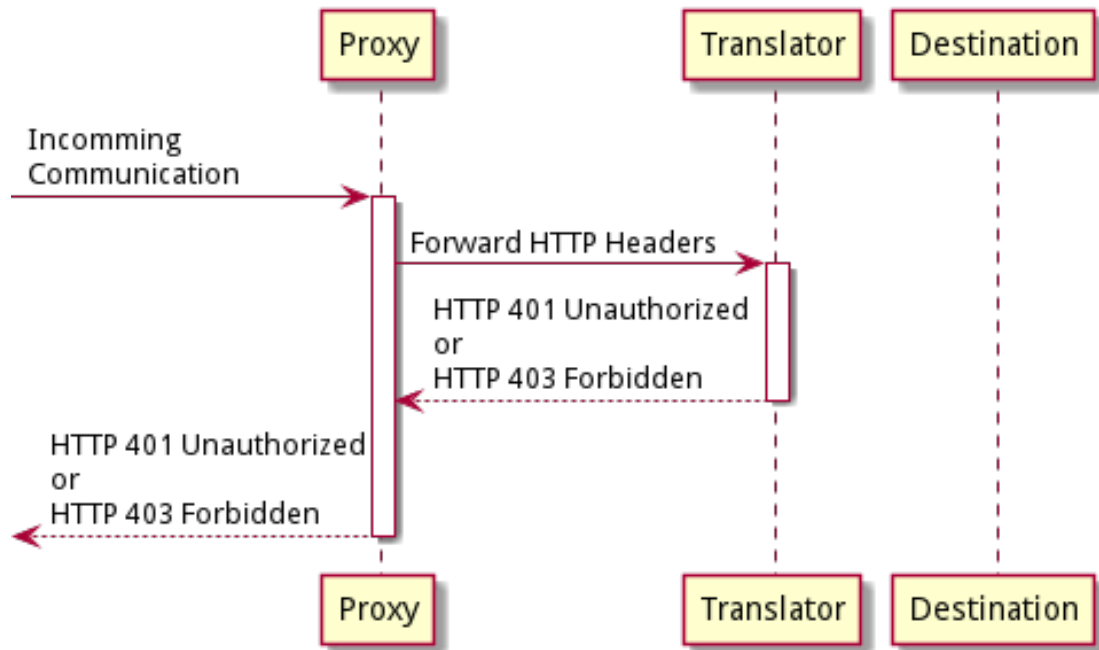 Proxy
Translator
Destination
Incomming
Communication
Forward HTTP Headers
HTTP 401 Unauthorized
or
HTTP 403 Forbidden
HTTP 401 Unauthorized
or
HTTP 403 Forbidden
Proxy
Translator
Destination